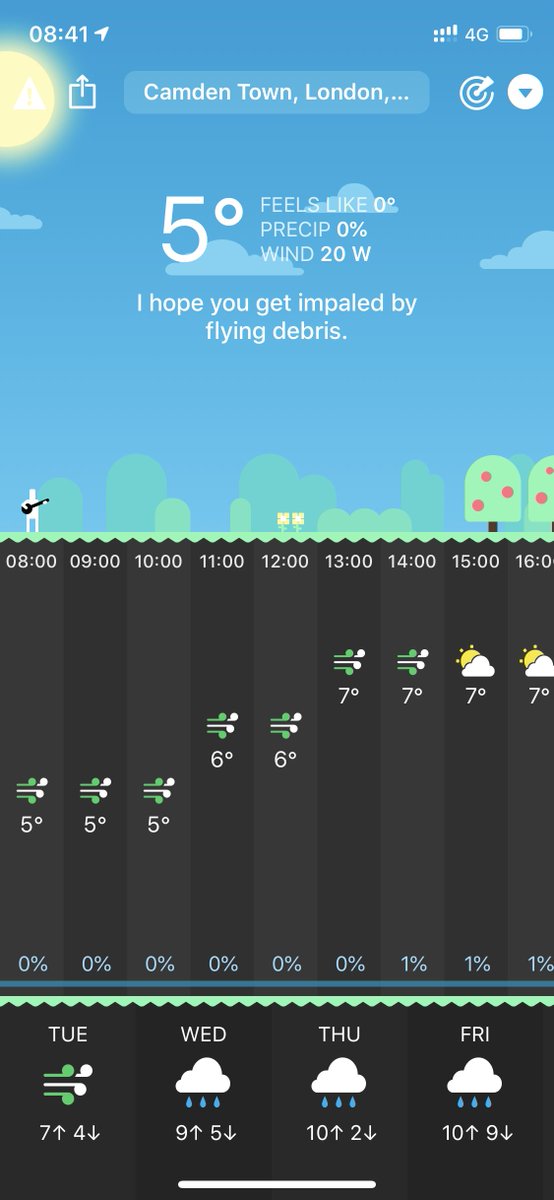 08:41
4G
Camden Town, London,...
5°
FEELS LIKE 0°
PRECIP 0%
WIND 20 W
I hope you get impaled by
flying debris.
08:00 09:00 10:00 11:00 12:00 13:00 14:00 15:00 16:0
7° 7° 7° 7°
6° 6°
5° 5° 5°
0% 0% 0% 0% 0% 0% 1% 1% 1%
TUE WED THU FRI
7↑ 4↓ 9↑ 5↓ 10↑ 2↓ 10↑ 9↓